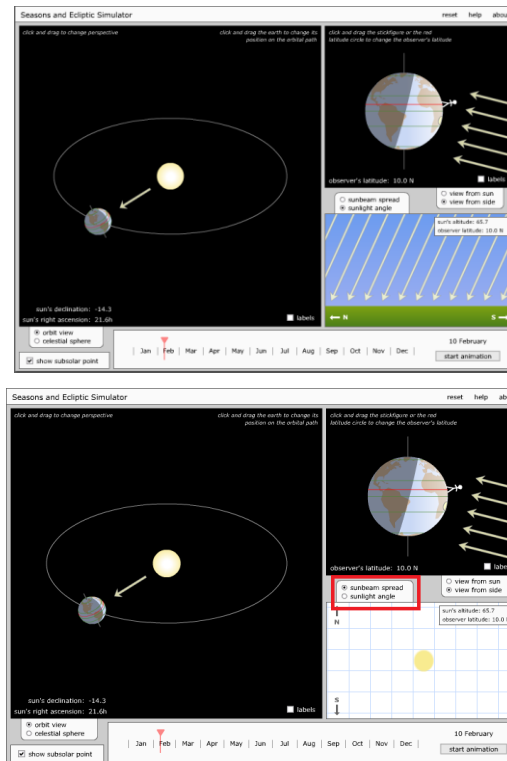 Seasons and Ecliptic Simulator
reset help abou
click and drag to change perspective
click and drag the earth to change its
position on the orbital path
click and drag the stickfigure or the red
latitude circle to change the observer's latitude
observer's latitude: 10.0 N
labels
sunbeam spread
sunlight angle
view from sun
view from side
sun's altitude: 65.7
observer latitude: 10.0 N
N
S
sun's declination: -14.3
sun's right ascension: 21.6h
labels
orbit view
celestial sphere
show subsolar point
Jan | Feb | Mar | Apr | May | Jun | Jul | Aug | Sep | Oct | Nov | Dec |
10 February
start animation
Seasons and Ecliptic Simulator
reset help ab
click and drag to change perspective
click and drag the earth to change its
position on the orbital path
click and drag the stickfigure or the red
latitude circle to change the observer's latitude
observer's latitude: 10.0 N
labe
sunbeam spread
sunlight angle
view from sun
view from side
sun's altitude: 65.7
observer latitude: 10.0
N
S
sun's declination: -14.3
sun's right ascension: 21.6h
labels
orbit view
celestial sphere
show subsolar point
Jan | Feb | Mar | Apr | May | Jun | Jul | Aug | Sep | Oct | Nov | Dec |
10 February
start animation